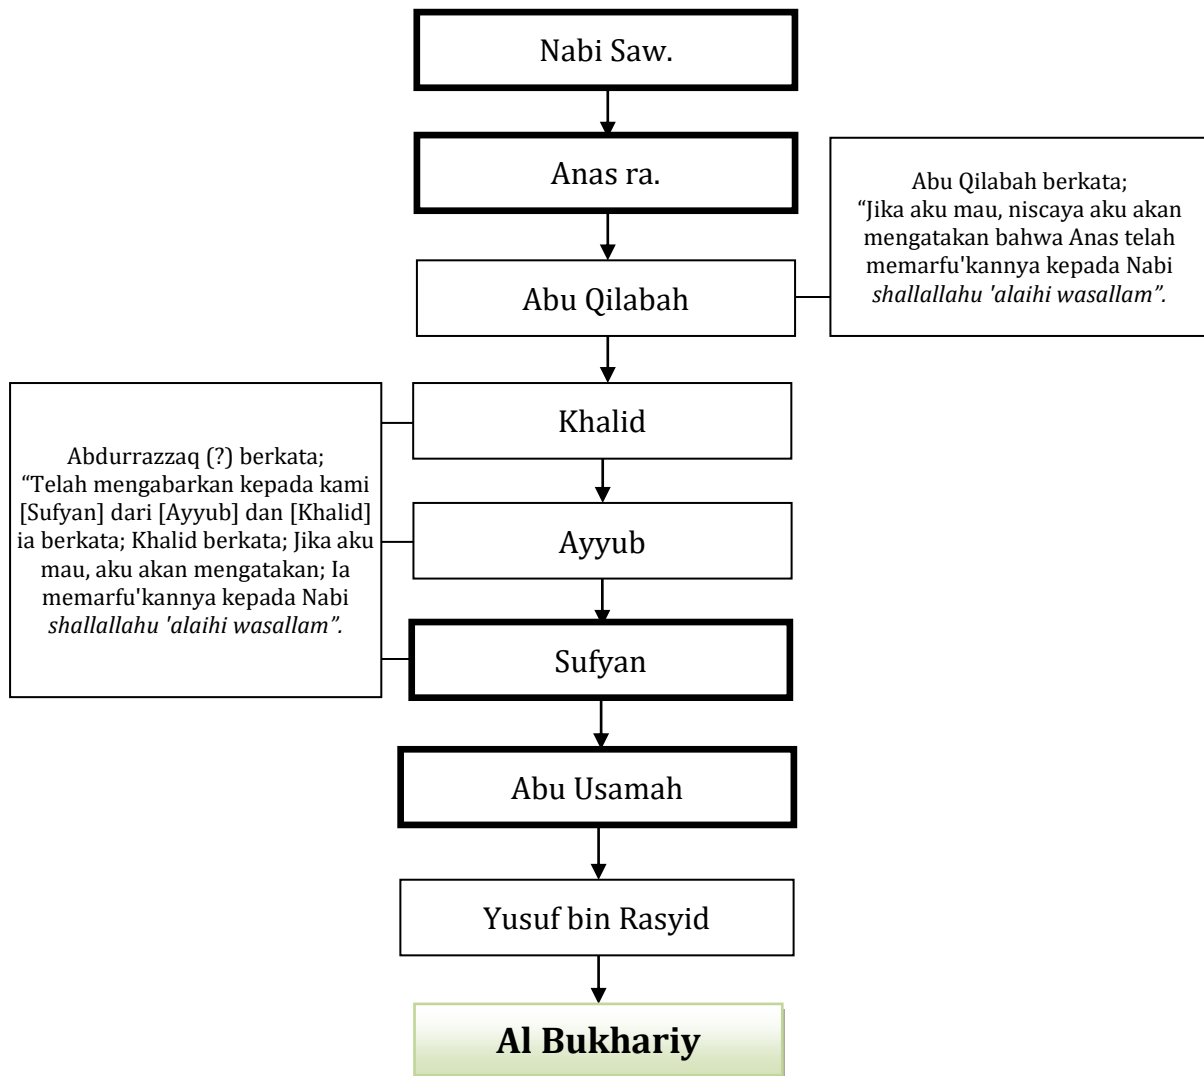 Nabi Saw.
Anas ra.
Abu Qilabah berkata;
“Jika aku mau, niscaya aku akan
mengatakan bahwa Anas telah
memarfu'kannya kepada Nabi
shallallahu 'alaihi wasallam”.
Abu Qilabah
Khalid
Abdurrazzaq (?) berkata;
“Telah mengabarkan kepada kami
[Sufyan] dari [Ayyub] dan [Khalid]
ia berkata; Khalid berkata; Jika aku
mau, aku akan mengatakan; Ia
memarfu'kannya kepada Nabi
shallallahu 'alaihi wasallam”.
Ayyub
Sufyan
Abu Usamah
Yusuf bin Rasyid
Al Bukhariy